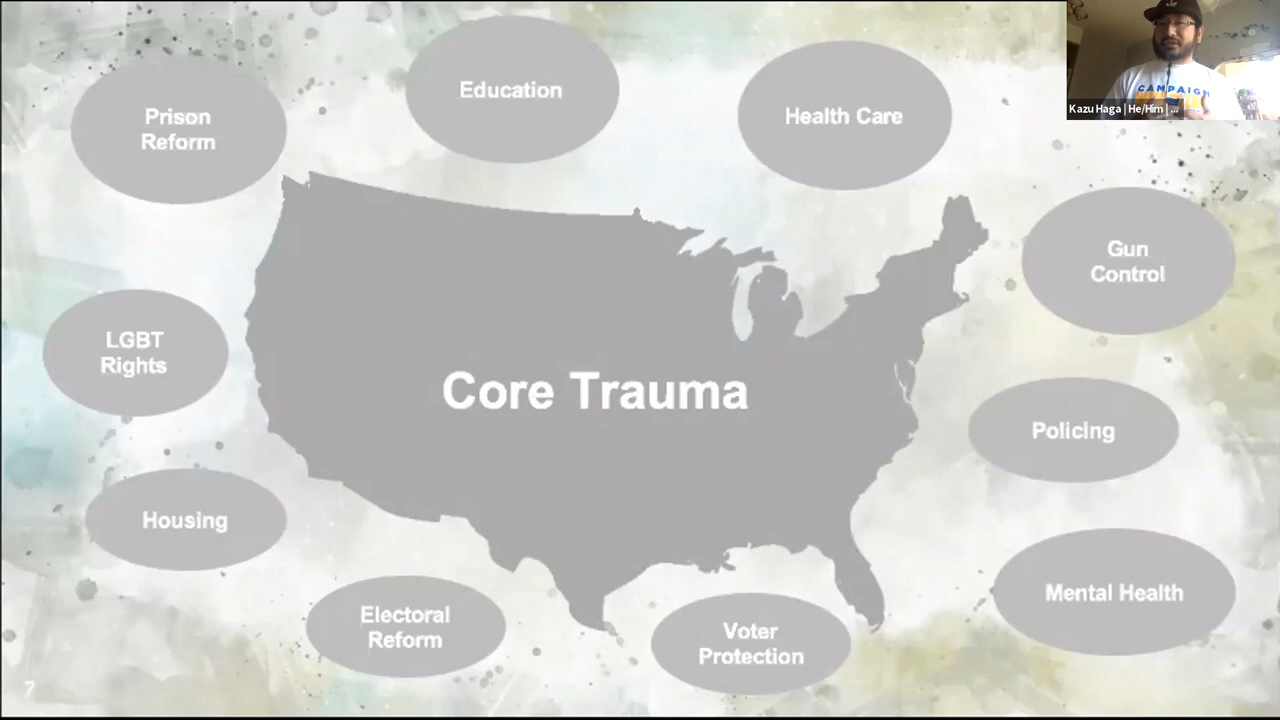 Education
Health Care
Prison
Reform
Gun
Control
LGBT
Rights
Core Trauma
Policing
Housing
Mental Health
Electoral
Reform
Voter
Protection
7
CAMPAIGN
Kazu Haga | He/Him | ...